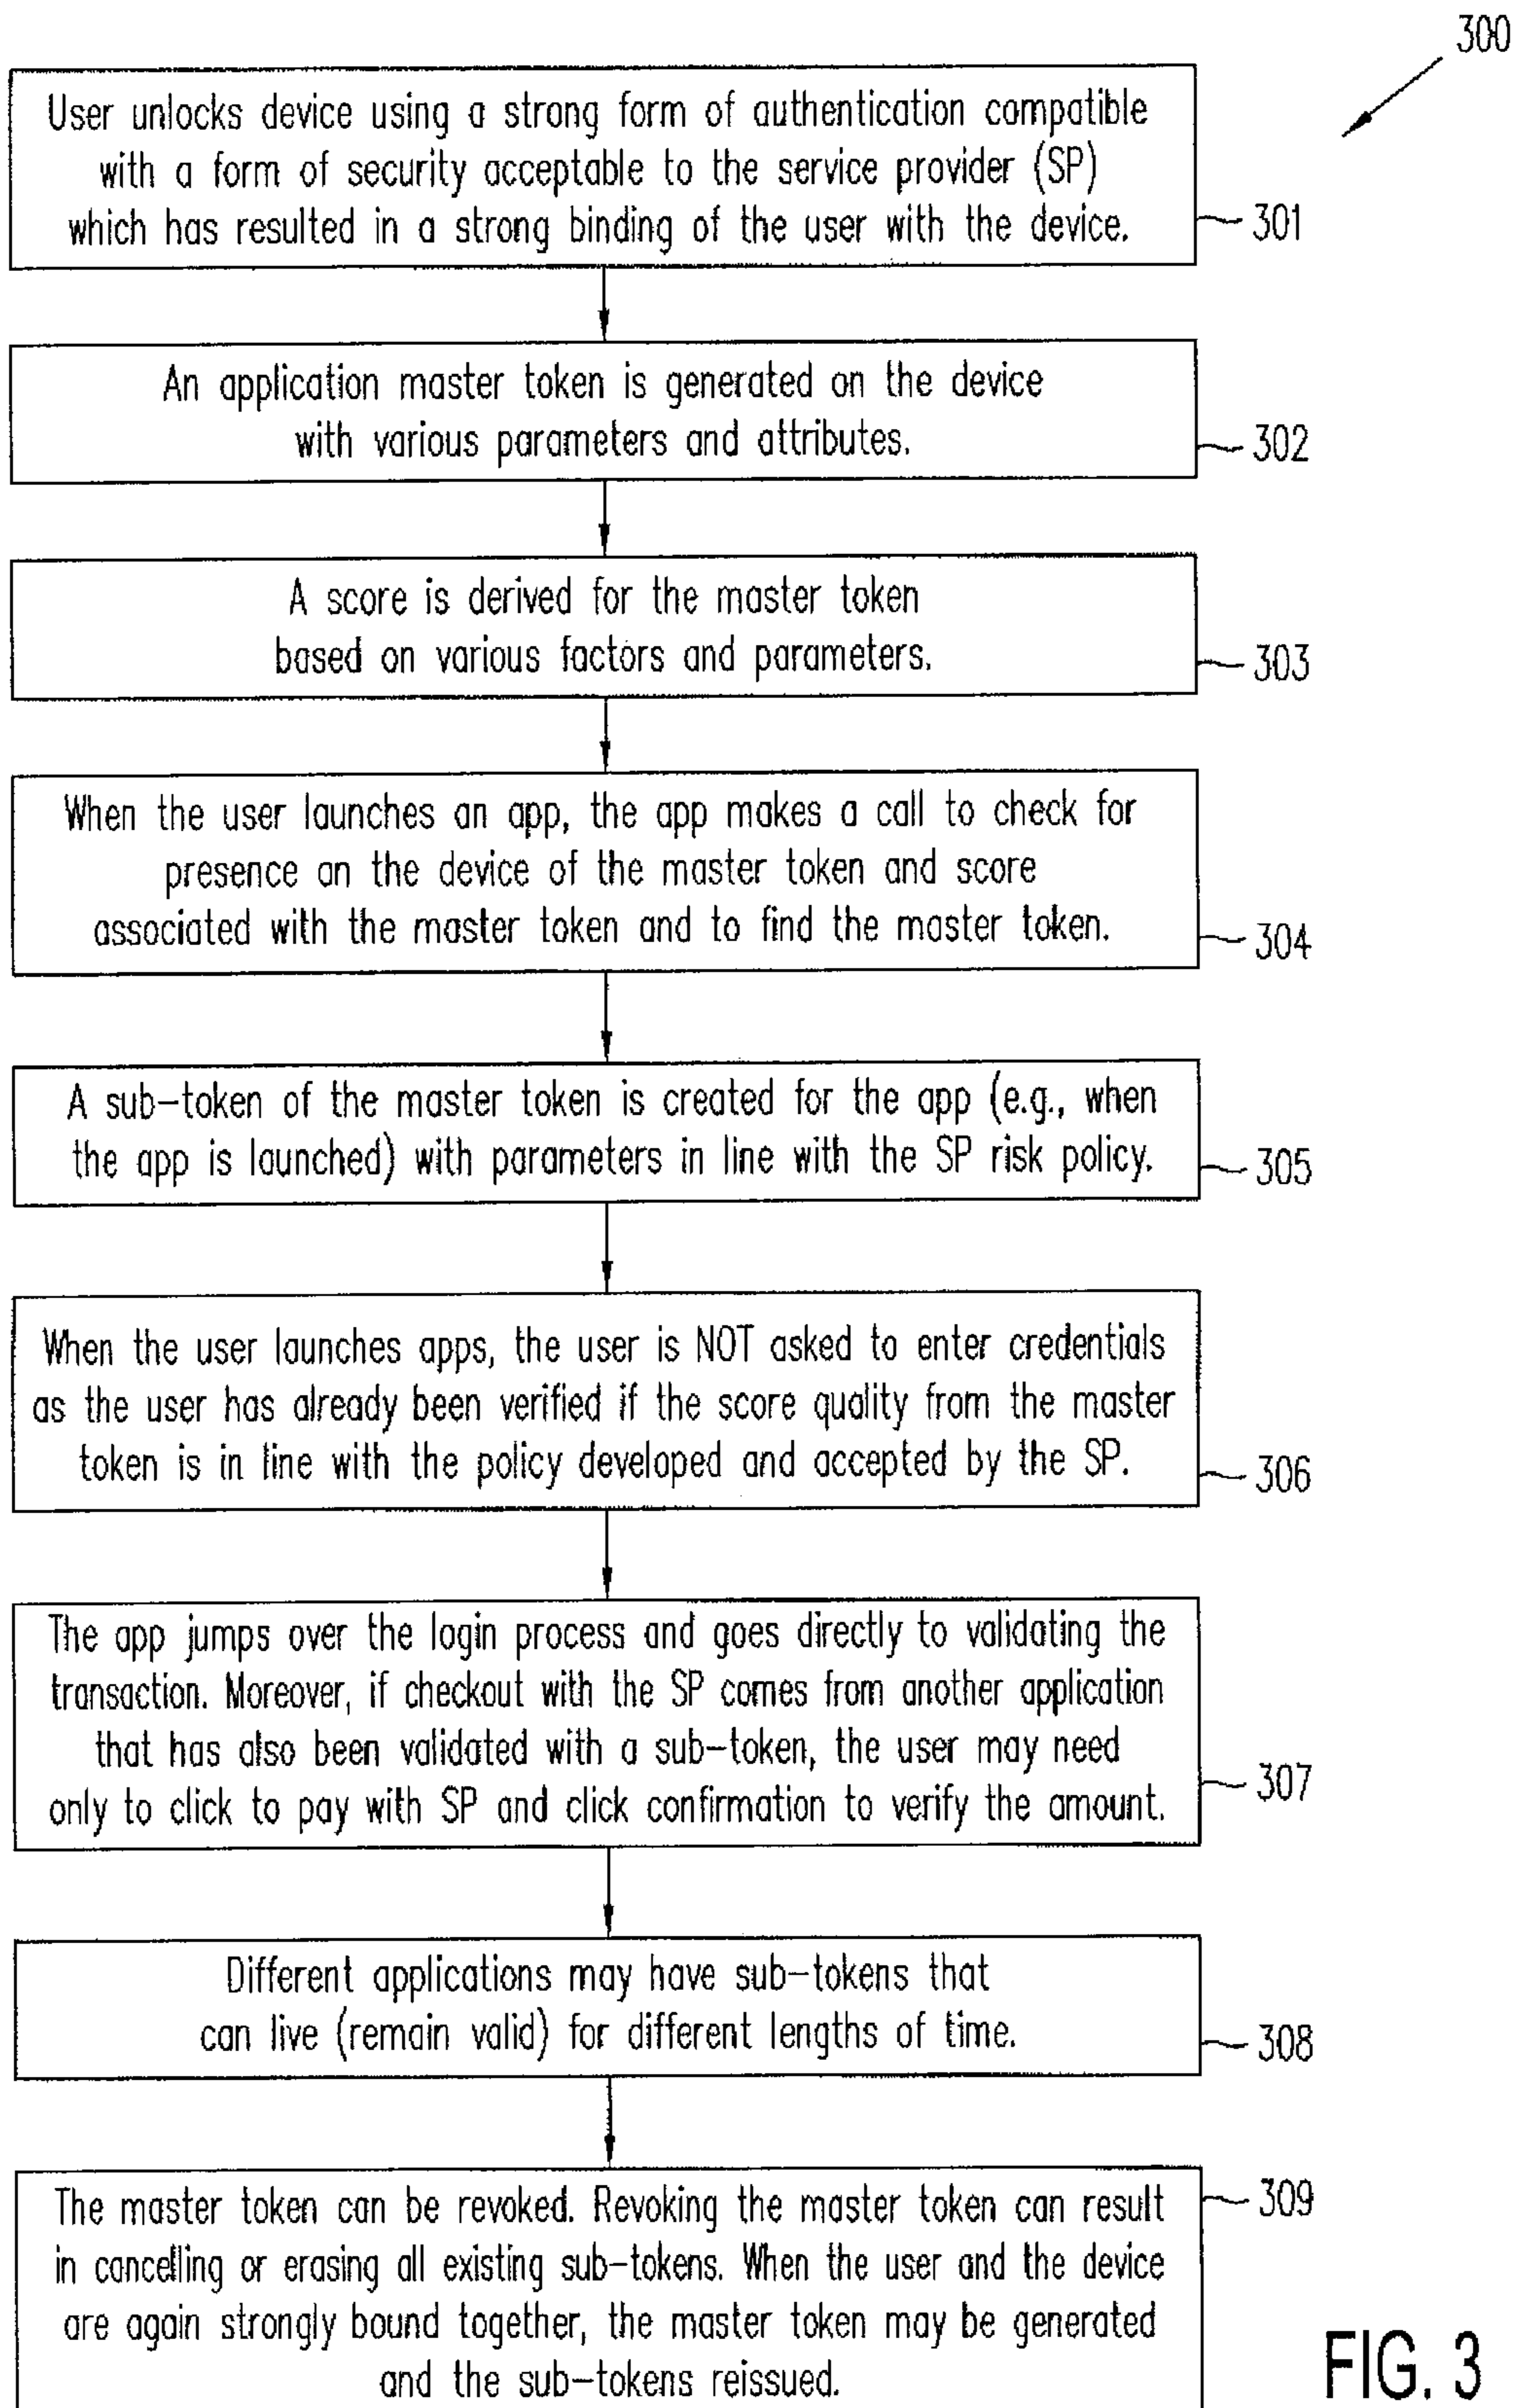 300
User unlocks device using a strong form of authentication compatible
with a form of security acceptable to the service provider (SP)
which has resulted in a strong binding of the user with the device.
301
An application master token is generated on the device
with various parameters and attributes.
302
A score is derived for the master token
based on various factors and parameters.
303
When the user launches an app, the app makes a call to check for
presence on the device of the master token and score
associated with the master token and to find the master token.
304
A sub-token of the master token is created for the app (e.g., when
the app is launched) with parameters in line with the SP risk policy.
305
When the user launches apps, the user is NOT asked to enter credentials
as the user has already been verified if the score quality from the master
token is in line with the policy developed and accepted by the SP.
306
The app jumps over the login process and goes directly to validating the
transaction. Moreover, if checkout with the SP comes from another application
that has also been validated with a sub-token, the user may need
only to click to pay with SP and click confirmation to verify the amount.
307
Different applications may have sub-tokens that
can live (remain valid) for different lengths of time.
308
The master token can be revoked. Revoking the master token can result
in cancelling or erasing all existing sub-tokens. When the user and the device
are again strongly bound together, the master token may be generated
and the sub-tokens reissued.
309
FIG. 3